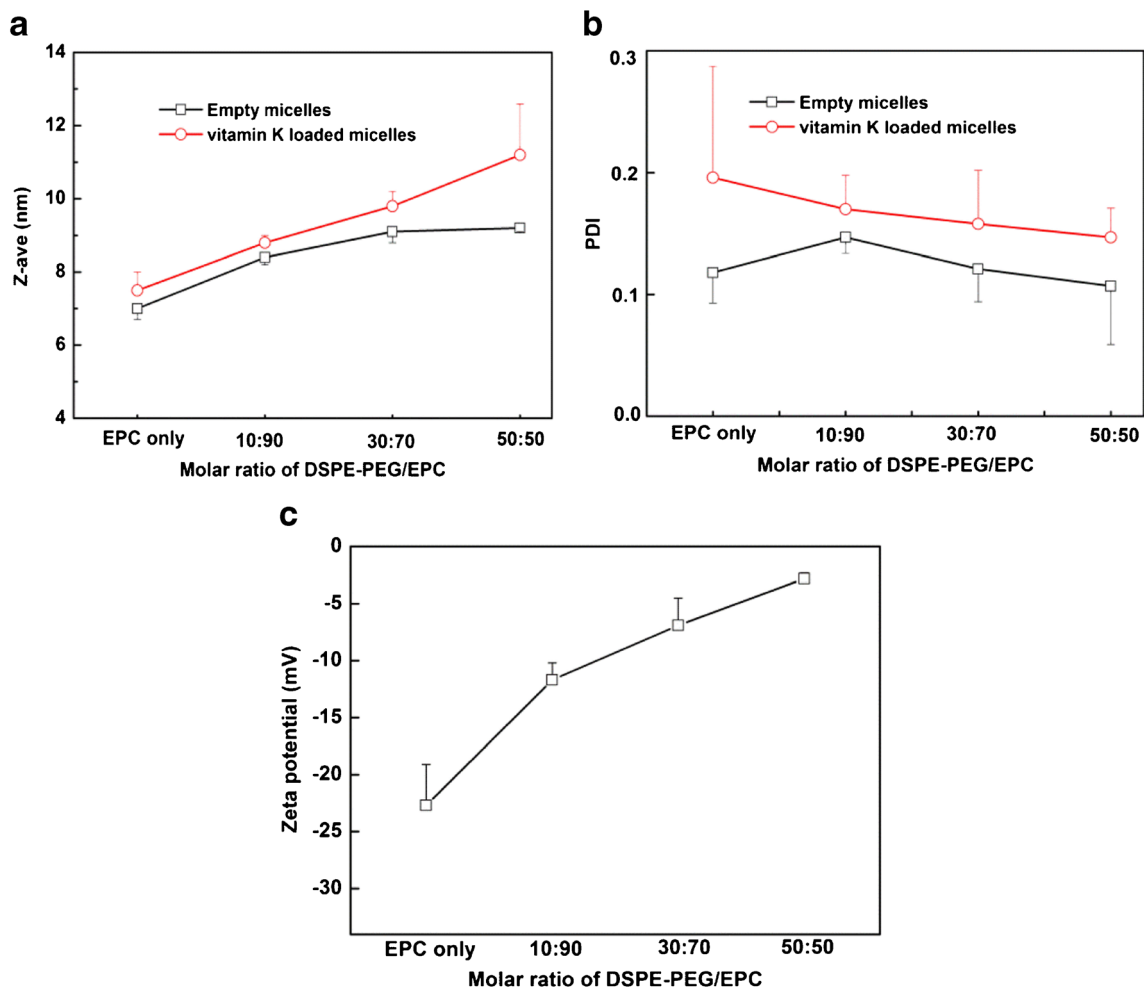 a
14
12
10
8
6
4
Z-ave (nm)
Empty micelles
vitamin K loaded micelles
EPC only 10:90 30:70 50:50
Molar ratio of DSPE-PEG/EPC
b
0.3
0.2
0.1
0.0
PDI
Empty micelles
vitamin K loaded micelles
EPC only 10:90 30:70 50:50
Molar ratio of DSPE-PEG/EPC
c
0
-5
-10
-15
-20
-25
-30
Zeta potential (mV)
EPC only 10:90 30:70 50:50
Molar ratio of DSPE-PEG/EPC